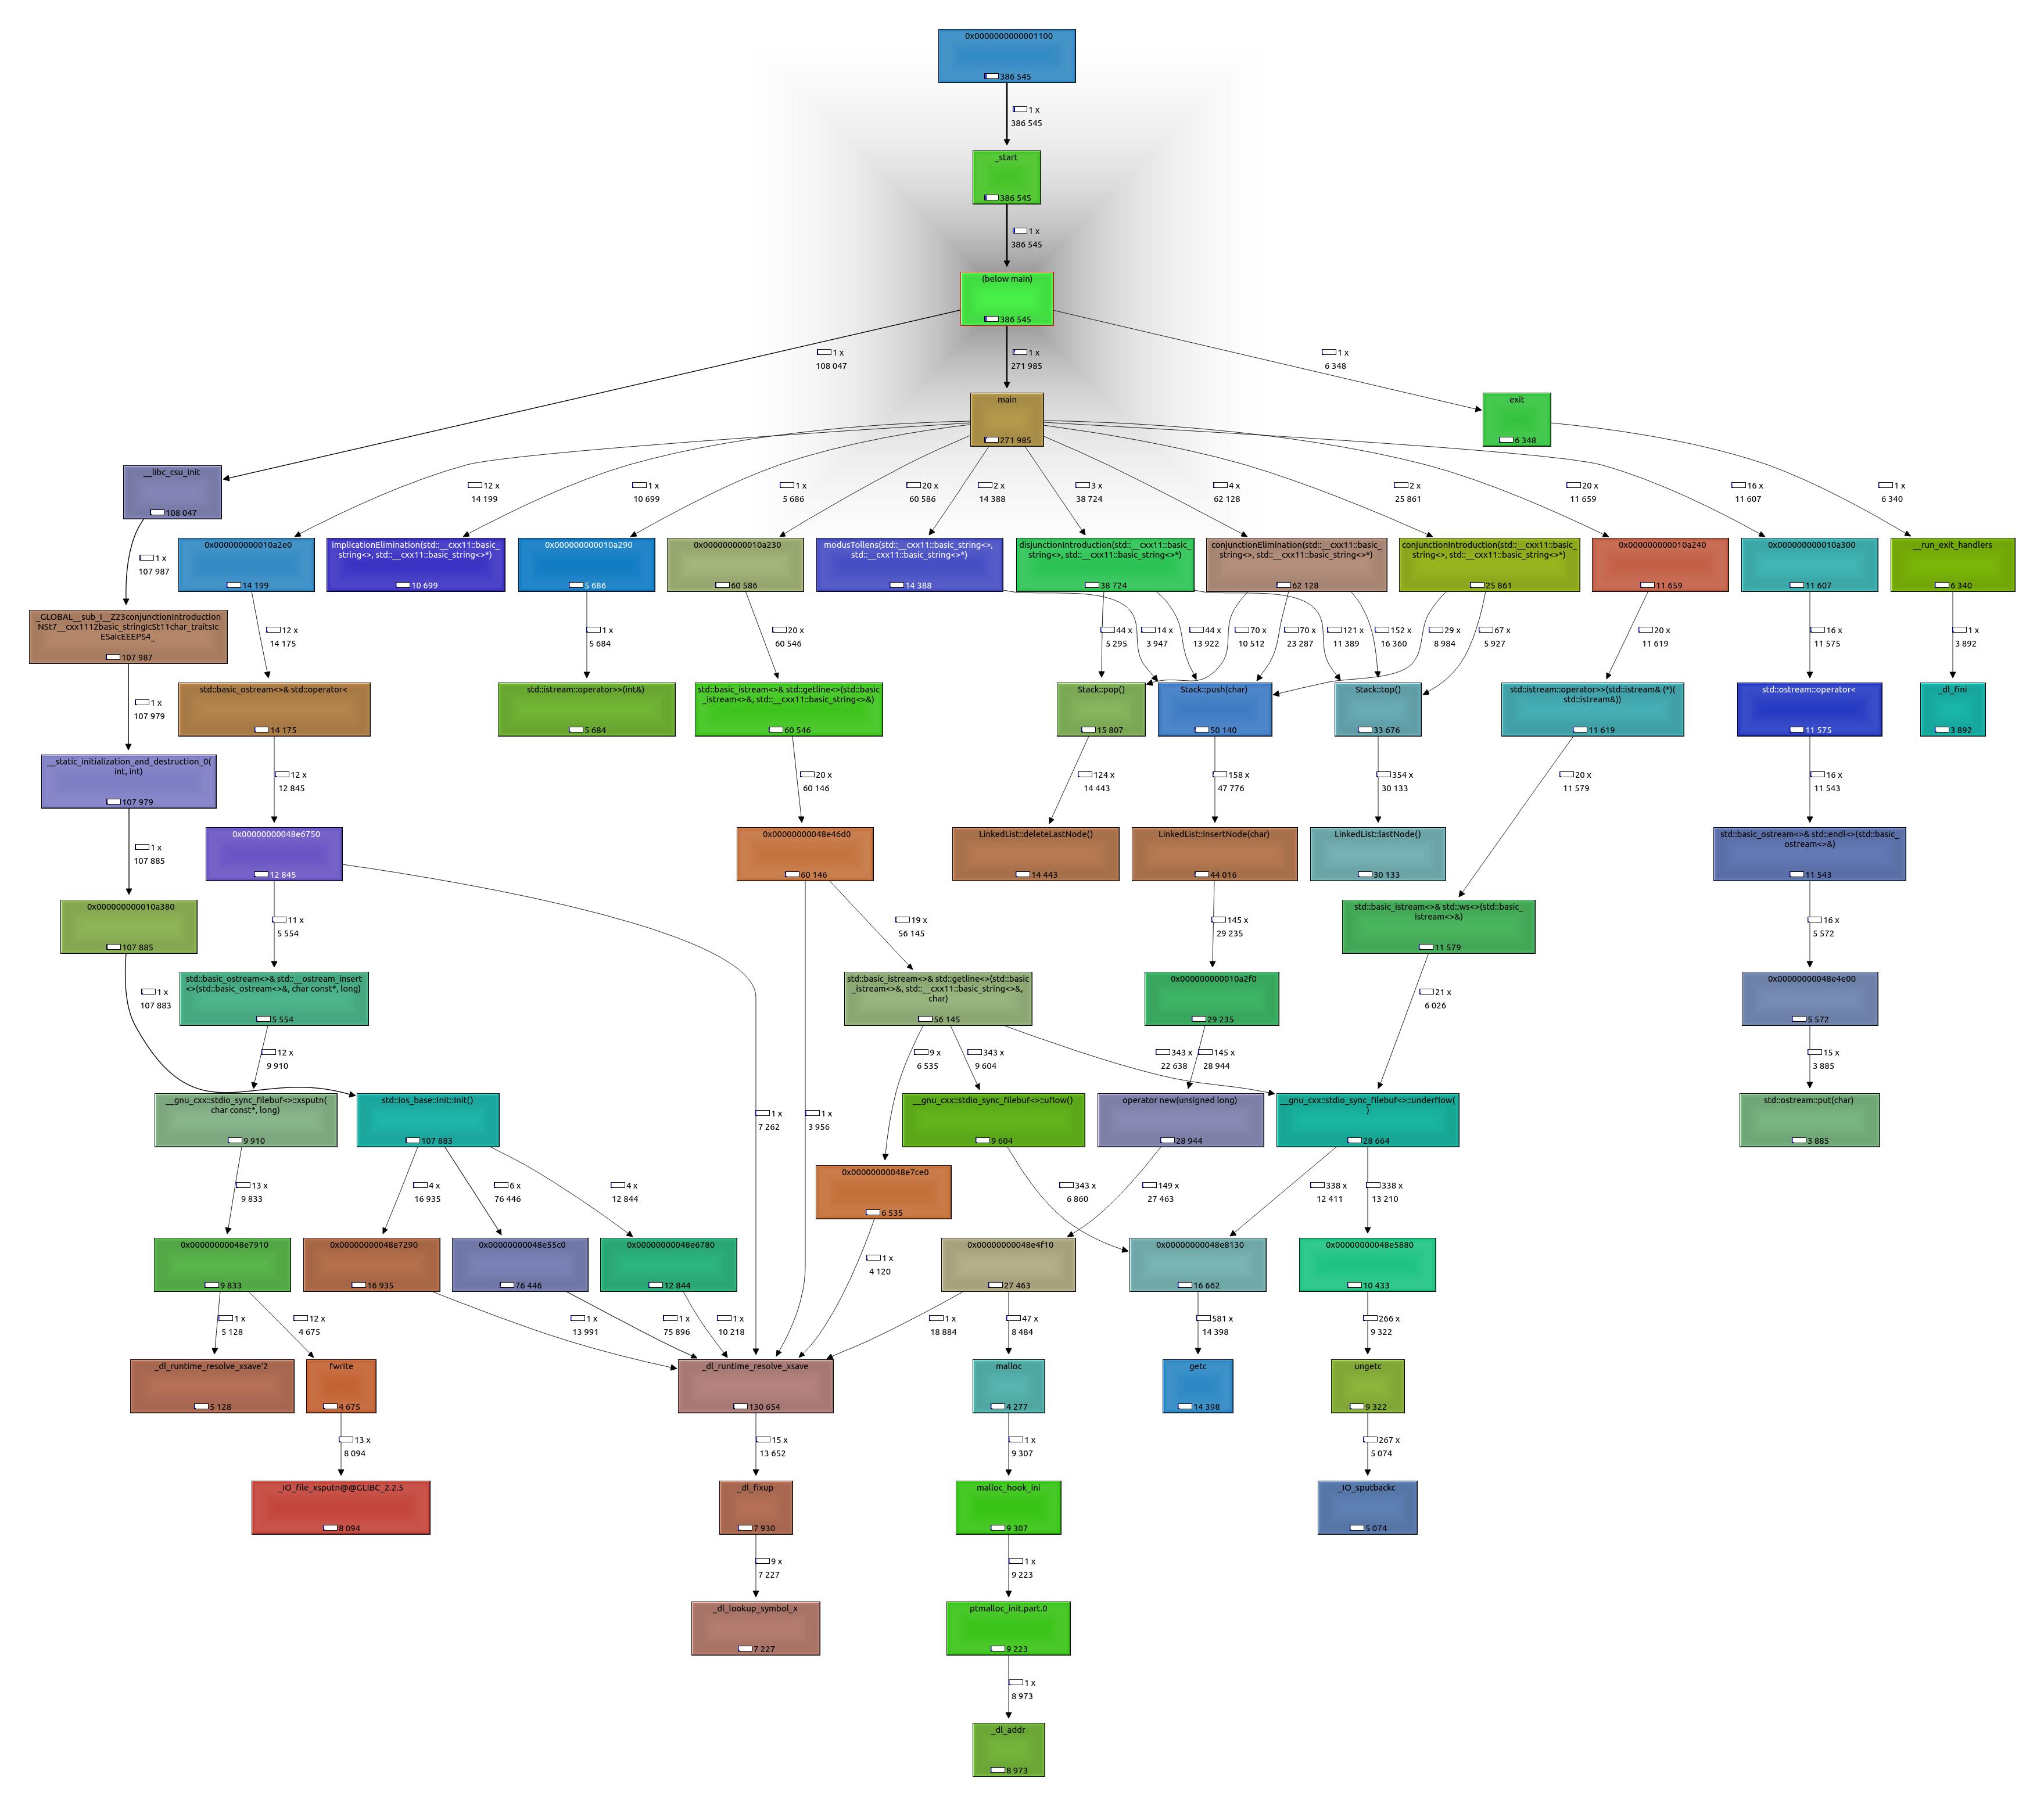 0x0000000000001100
386 545
1 x
386 545
_start
386 545
1 x
386 545
(below main)
386 545
1 x
108 047
1 x
271 985
1 x
6 348
main
271 985
exit
6 348
__libc_csu_init
108 047
12 x
14 199
1 x
10 699
1 x
5 686
20 x
60 586
2 x
14 388
3 x
38 724
4 x
62 128
2 x
25 861
20 x
11 659
16 x
11 607
1 x
6 340
1 x
107 987
0x000000000010a2e0
14 199
implicationElimination(std::__cxx11::basic_
string<>, std::__cxx11::basic_string<>*)
10 699
0x000000000010a290
5 686
0x000000000010a230
60 586
modusTollens(std::__cxx11::basic_string<>,
std::__cxx11::basic_string<>*)
14 388
disjunctionIntroduction(std::__cxx11::basic_
string<>, std::__cxx11::basic_string<>*)
38 724
conjunctionElimination(std::__cxx11::basic_
string<>, std::__cxx11::basic_string<>*)
62 128
conjunctionIntroduction(std::__cxx11::basic_
string<>, std::__cxx11::basic_string<>*)
25 861
0x000000000010a240
11 659
0x000000000010a300
11 607
__run_exit_handlers
6 340
_GLOBAL__sub_I__Z23conjunctionIntroduction
NSt7__cxx1112basic_stringIcSt11char_traitsIc
ESaIcEEEPS4_
107 987
12 x
14 175
1 x
5 684
20 x
60 546
44 x
5 295
14 x
3 947
44 x
13 922
70 x
10 512
70 x
23 287
121 x
11 389
152 x
16 360
29 x
8 984
67 x
5 927
20 x
11 619
16 x
11 575
1 x
3 892
1 x
107 979
std::basic_ostream<>& std::operator<
14 175
std::istream::operator>>(int&)
5 684
std::basic_istream<>& std::getline<>(std::basic
_istream<>&, std::__cxx11::basic_string<>&)
60 546
Stack::pop()
15 807
Stack::push(char)
50 140
Stack::top()
33 676
std::istream::operator>>(std::istream& (*)(
std::istream&))
11 619
std::ostream::operator<
11 575
_dl_fini
3 892
__static_initialization_and_destruction_0(
int, int)
107 979
12 x
12 845
20 x
60 146
124 x
14 443
158 x
47 776
354 x
30 133
20 x
11 579
16 x
11 543
1 x
107 885
0x00000000048e6750
12 845
0x00000000048e46d0
60 146
LinkedList::deleteLastNode()
14 443
LinkedList::insertNode(char)
44 016
LinkedList::lastNode()
30 133
std::basic_ostream<>& std::endl<>(std::basic_
ostream<>&)
11 543
0x000000000010a380
107 885
11 x
5 554
19 x
56 145
145 x
29 235
std::basic_istream<>& std::ws<>(std::basic_
istream<>&)
11 579
16 x
5 572
1 x
107 883
std::basic_ostream<>& std::__ostream_insert
<>(std::basic_ostream<>&, char const*, long)
5 554
std::basic_istream<>& std::getline<>(std::basic
_istream<>&, std::__cxx11::basic_string<>&,
char)
56 145
0x000000000010a2f0
29 235
21 x
6 026
0x00000000048e4e00
5 572
12 x
9 910
9 x
6 535
343 x
9 604
343 x
22 638
145 x
28 944
15 x
3 885
__gnu_cxx::stdio_sync_filebuf<>::xsputn(
char const*, long)
9 910
std::ios_base::Init::Init()
107 883
1 x
7 262
1 x
3 956
__gnu_cxx::stdio_sync_filebuf<>::uflow()
9 604
operator new(unsigned long)
28 944
__gnu_cxx::stdio_sync_filebuf<>::underflow(
)
28 664
std::ostream::put(char)
3 885
13 x
9 833
4 x
16 935
6 x
76 446
4 x
12 844
0x00000000048e7ce0
6 535
343 x
6 860
149 x
27 463
338 x
12 411
338 x
13 210
0x00000000048e7910
9 833
0x00000000048e7290
16 935
0x00000000048e55c0
76 446
0x00000000048e6780
12 844
1 x
4 120
0x00000000048e4f10
27 463
0x00000000048e8130
16 662
0x00000000048e5880
10 433
1 x
5 128
12 x
4 675
1 x
13 991
1 x
75 896
1 x
10 218
1 x
18 884
47 x
8 484
581 x
14 398
266 x
9 322
_dl_runtime_resolve_xsave'2
5 128
fwrite
4 675
_dl_runtime_resolve_xsave
130 654
malloc
4 277
getc
14 398
ungetc
9 322
13 x
8 094
15 x
13 652
1 x
9 307
267 x
5 074
_IO_file_xsputn@@GLIBC_2.2.5
8 094
_dl_fixup
7 930
malloc_hook_ini
9 307
_IO_sputbackc
5 074
9 x
7 227
1 x
9 223
_dl_lookup_symbol_x
7 227
ptmalloc_init.part.0
9 223
1 x
8 973
_dl_addr
8 973